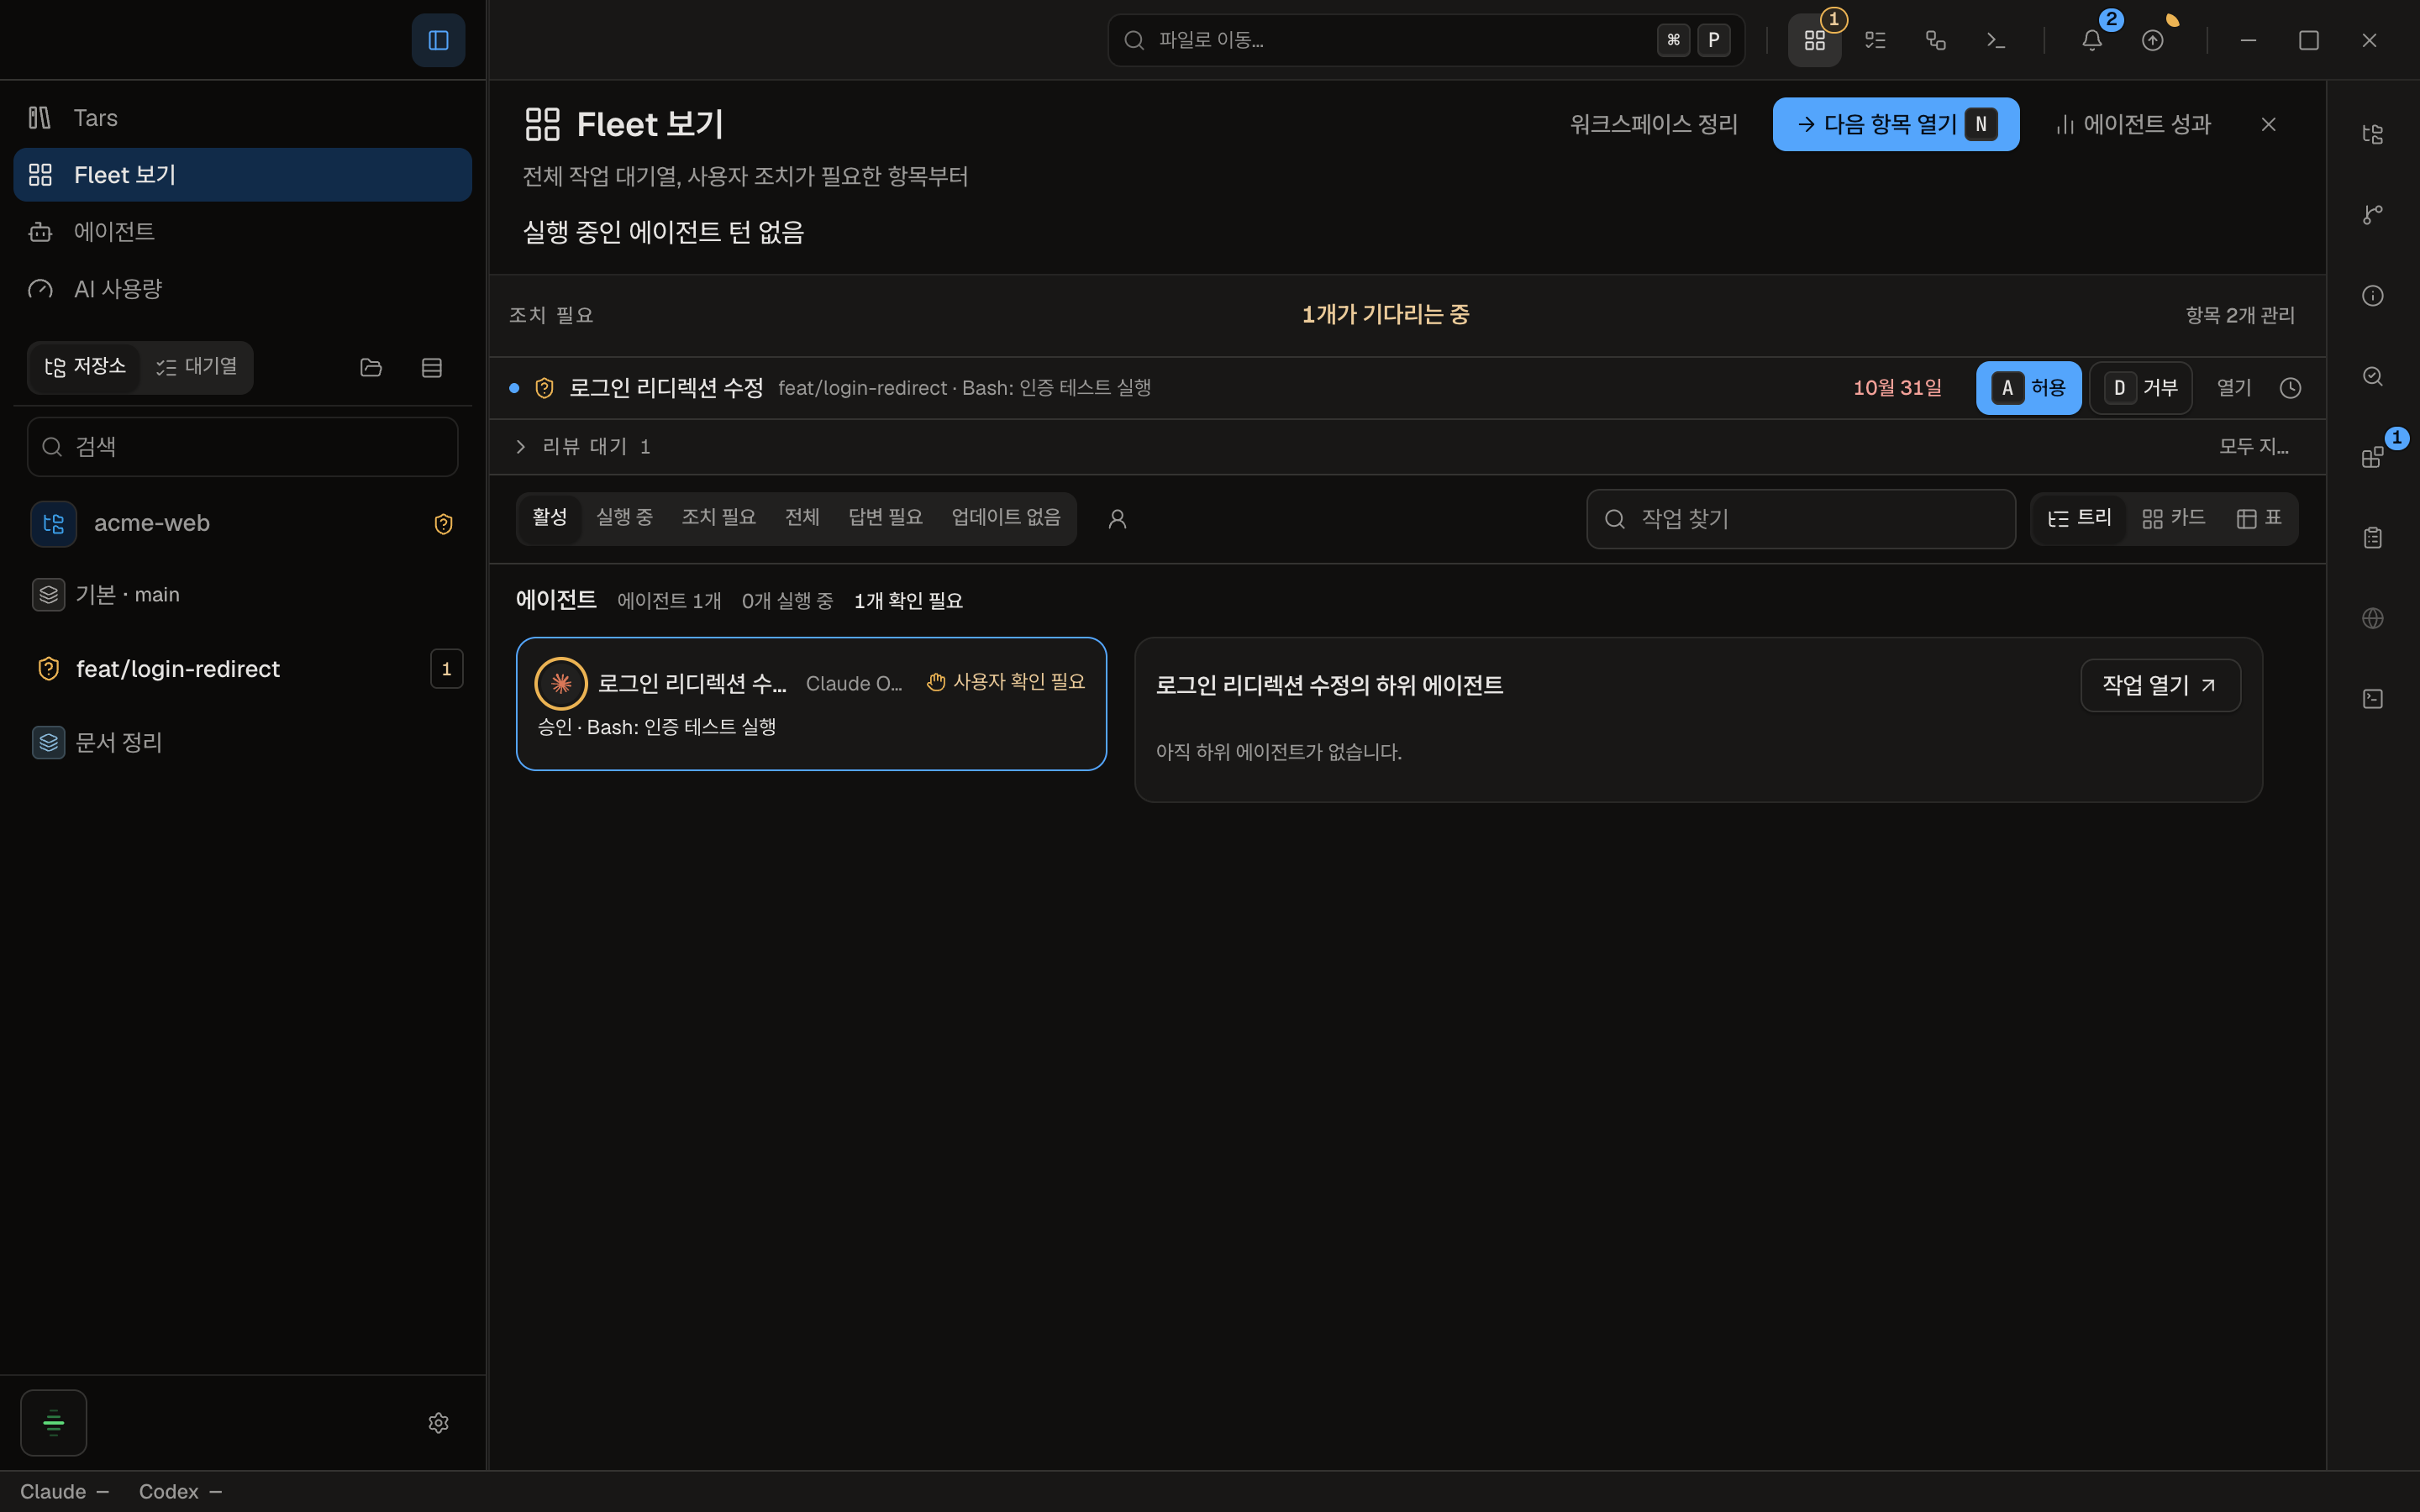 파일로 이동...
⌘ P
1
2
Tars
Fleet 보기
에이전트
AI 사용량
저장소
대기열
검색
acme-web
기본 · main
feat/login-redirect
1
문서 정리
Fleet 보기
워크스페이스 정리
다음 항목 열기 N
에이전트 성과
전체 작업 대기열, 사용자 조치가 필요한 항목부터
실행 중인 에이전트 턴 없음
조치 필요
1개가 기다리는 중
항목 2개 관리
로그인 리디렉션 수정 feat/login-redirect · Bash: 인증 테스트 실행
10월 31일
A 허용
D 거부
열기
리뷰 대기 1
모두 지...
1
활성
실행 중
조치 필요
전체
답변 필요
업데이트 없음
작업 찾기
트리
카드
표
에이전트 에이전트 1개 0개 실행 중 1개 확인 필요
로그인 리디렉션 수... Claude O... 사용자 확인 필요
승인 · Bash: 인증 테스트 실행
로그인 리디렉션 수정의 하위 에이전트
작업 열기
아직 하위 에이전트가 없습니다.
Claude — Codex —